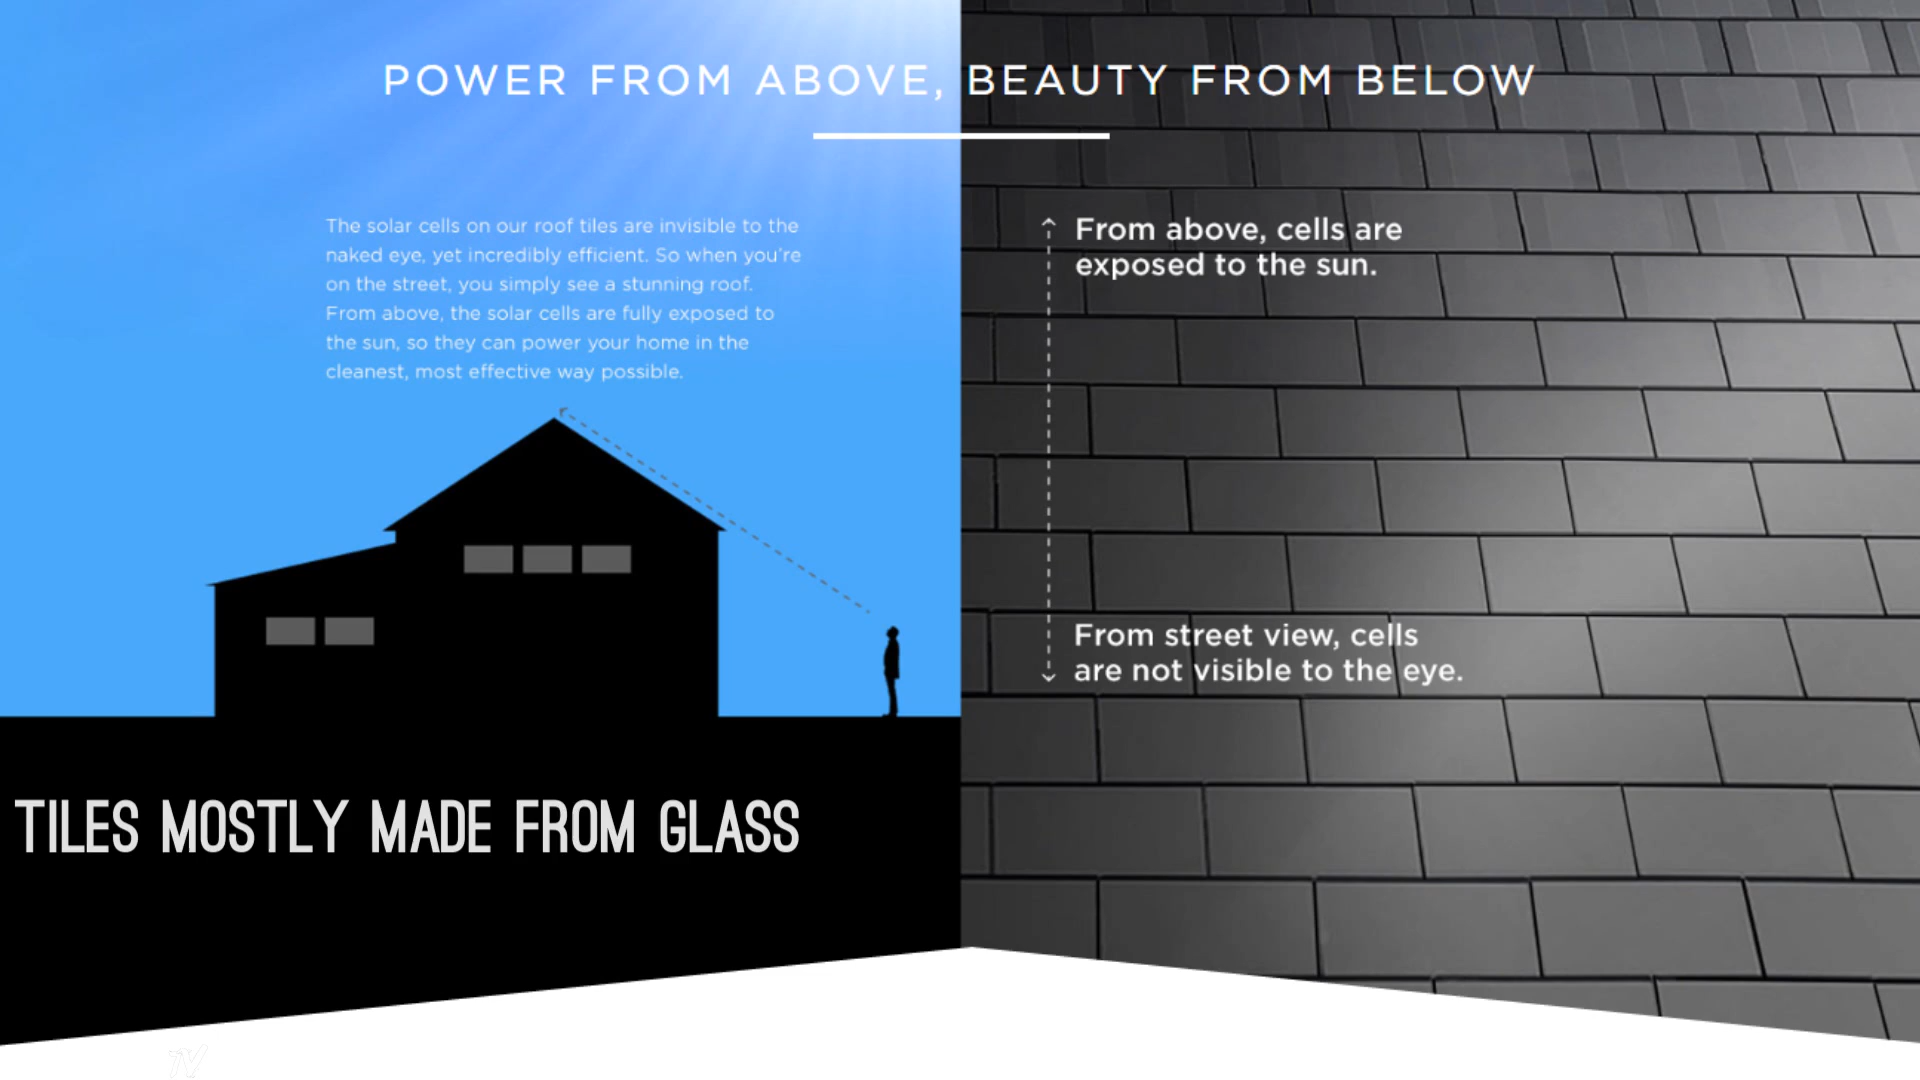 POWER FROM ABOVE, BEAUTY FROM BELOW
The solar cells on our roof tiles are invisible to the
naked eye, yet incredibly efficient. So when you're
on the street, you simply see a stunning roof.
From above, the solar cells are fully exposed to
the sun, so they can power your home in the
cleanest, most effective way possible.
From above, cells are
exposed to the sun.
From street view, cells
are not visible to the eye.
TILES MOSTLY MADE FROM GLASS